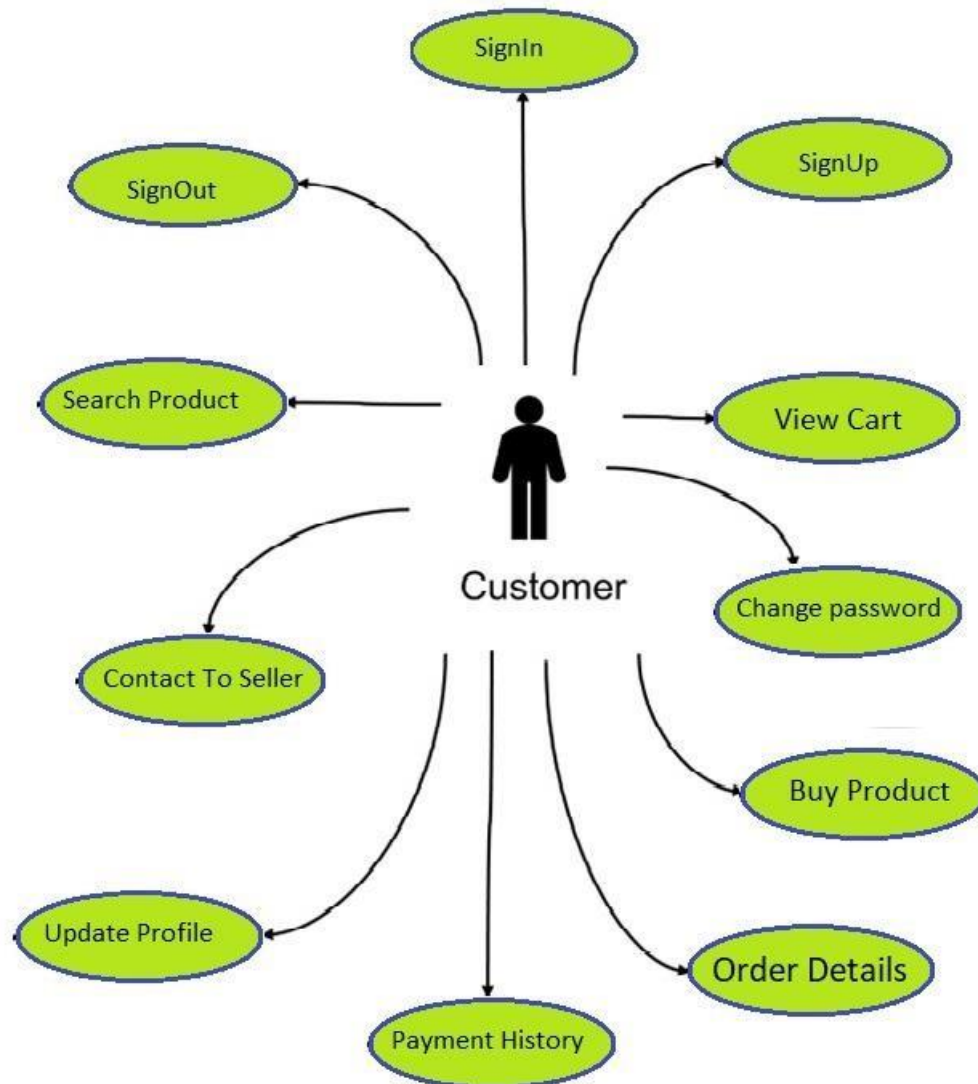 SignIn
SignUp
SignOut
Search Product
View Cart
Customer
Change password
Contact To Seller
Buy Product
Update Profile
Order Details
Payment History